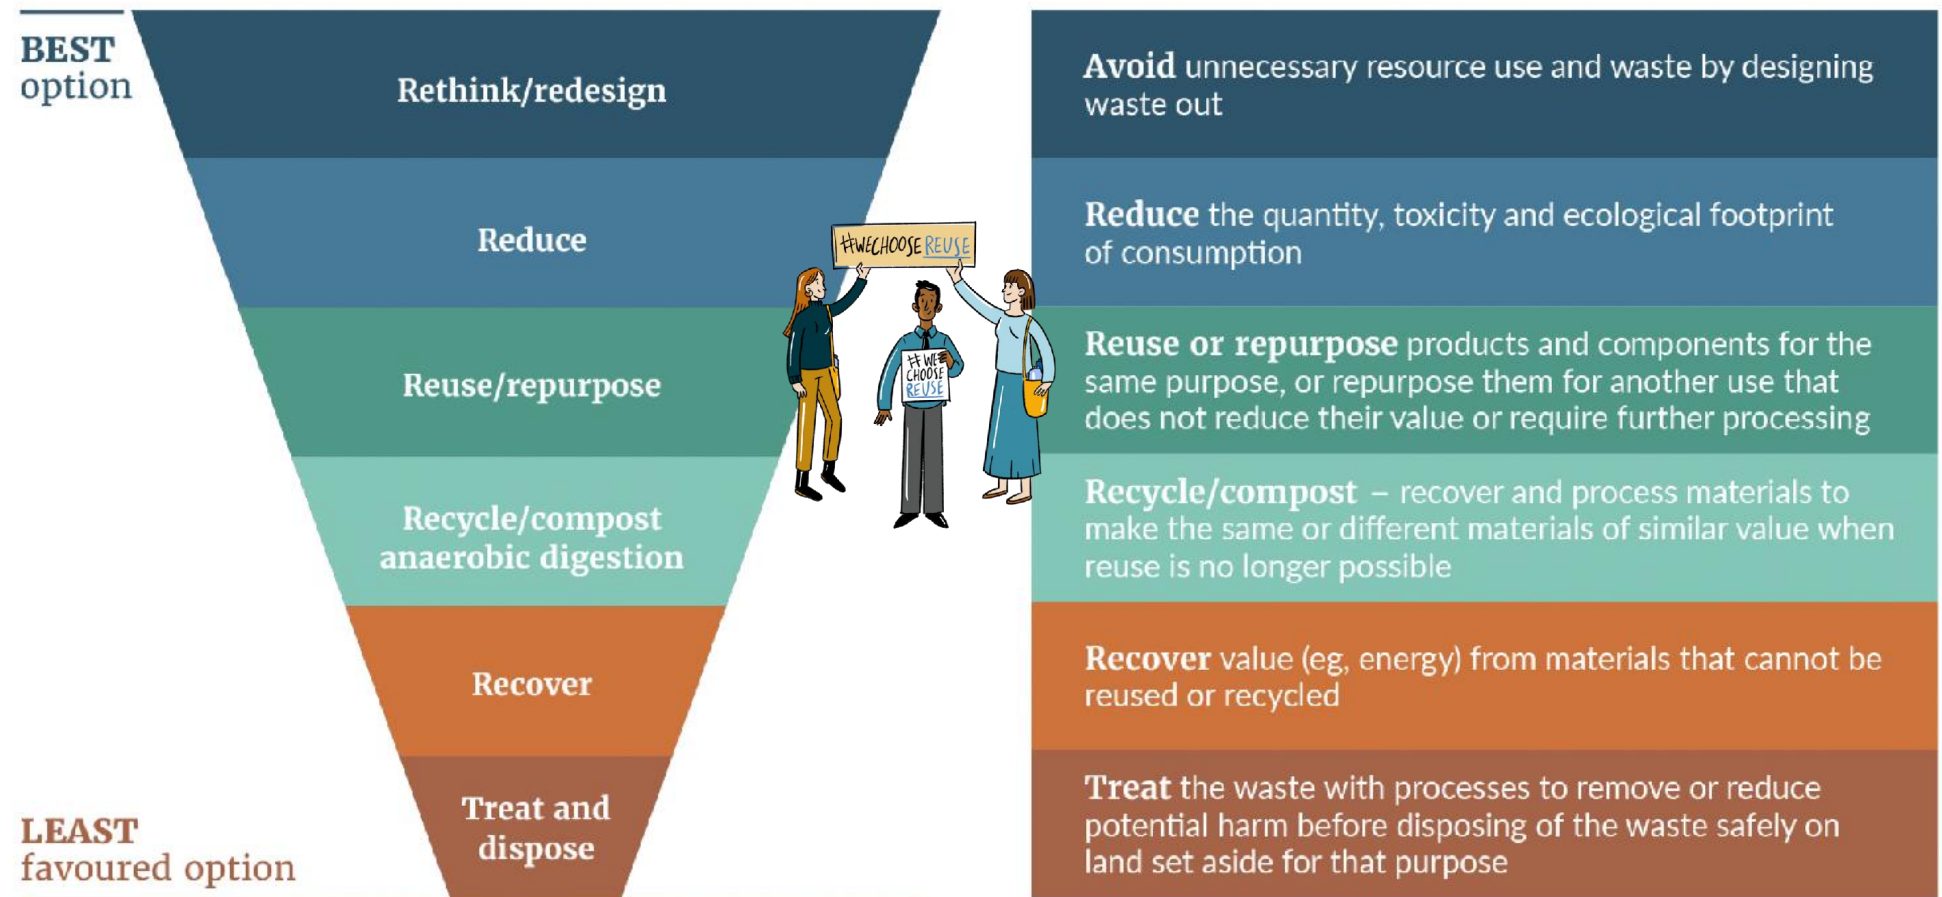 BEST
option
Rethink/redesign
Avoid unnecessary resource use and waste by designing
waste out
Reduce
Reduce the quantity, toxicity and ecological footprint
of consumption
#WECHOOSE REUSE
# WE
CHOOSE
REUSE
Reuse/repurpose
Reuse or repurpose products and components for the
same purpose, or repurpose them for another use that
does not reduce their value or require further processing
Recycle/compost
anaerobic digestion
Recycle/compost – recover and process materials to
make the same or different materials of similar value when
reuse is no longer possible
Recover
Recover value (eg, energy) from materials that cannot be
reused or recycled
Treat and
dispose
Treat the waste with processes to remove or reduce
potential harm before disposing of the waste safely on
land set aside for that purpose
LEAST
favoured option